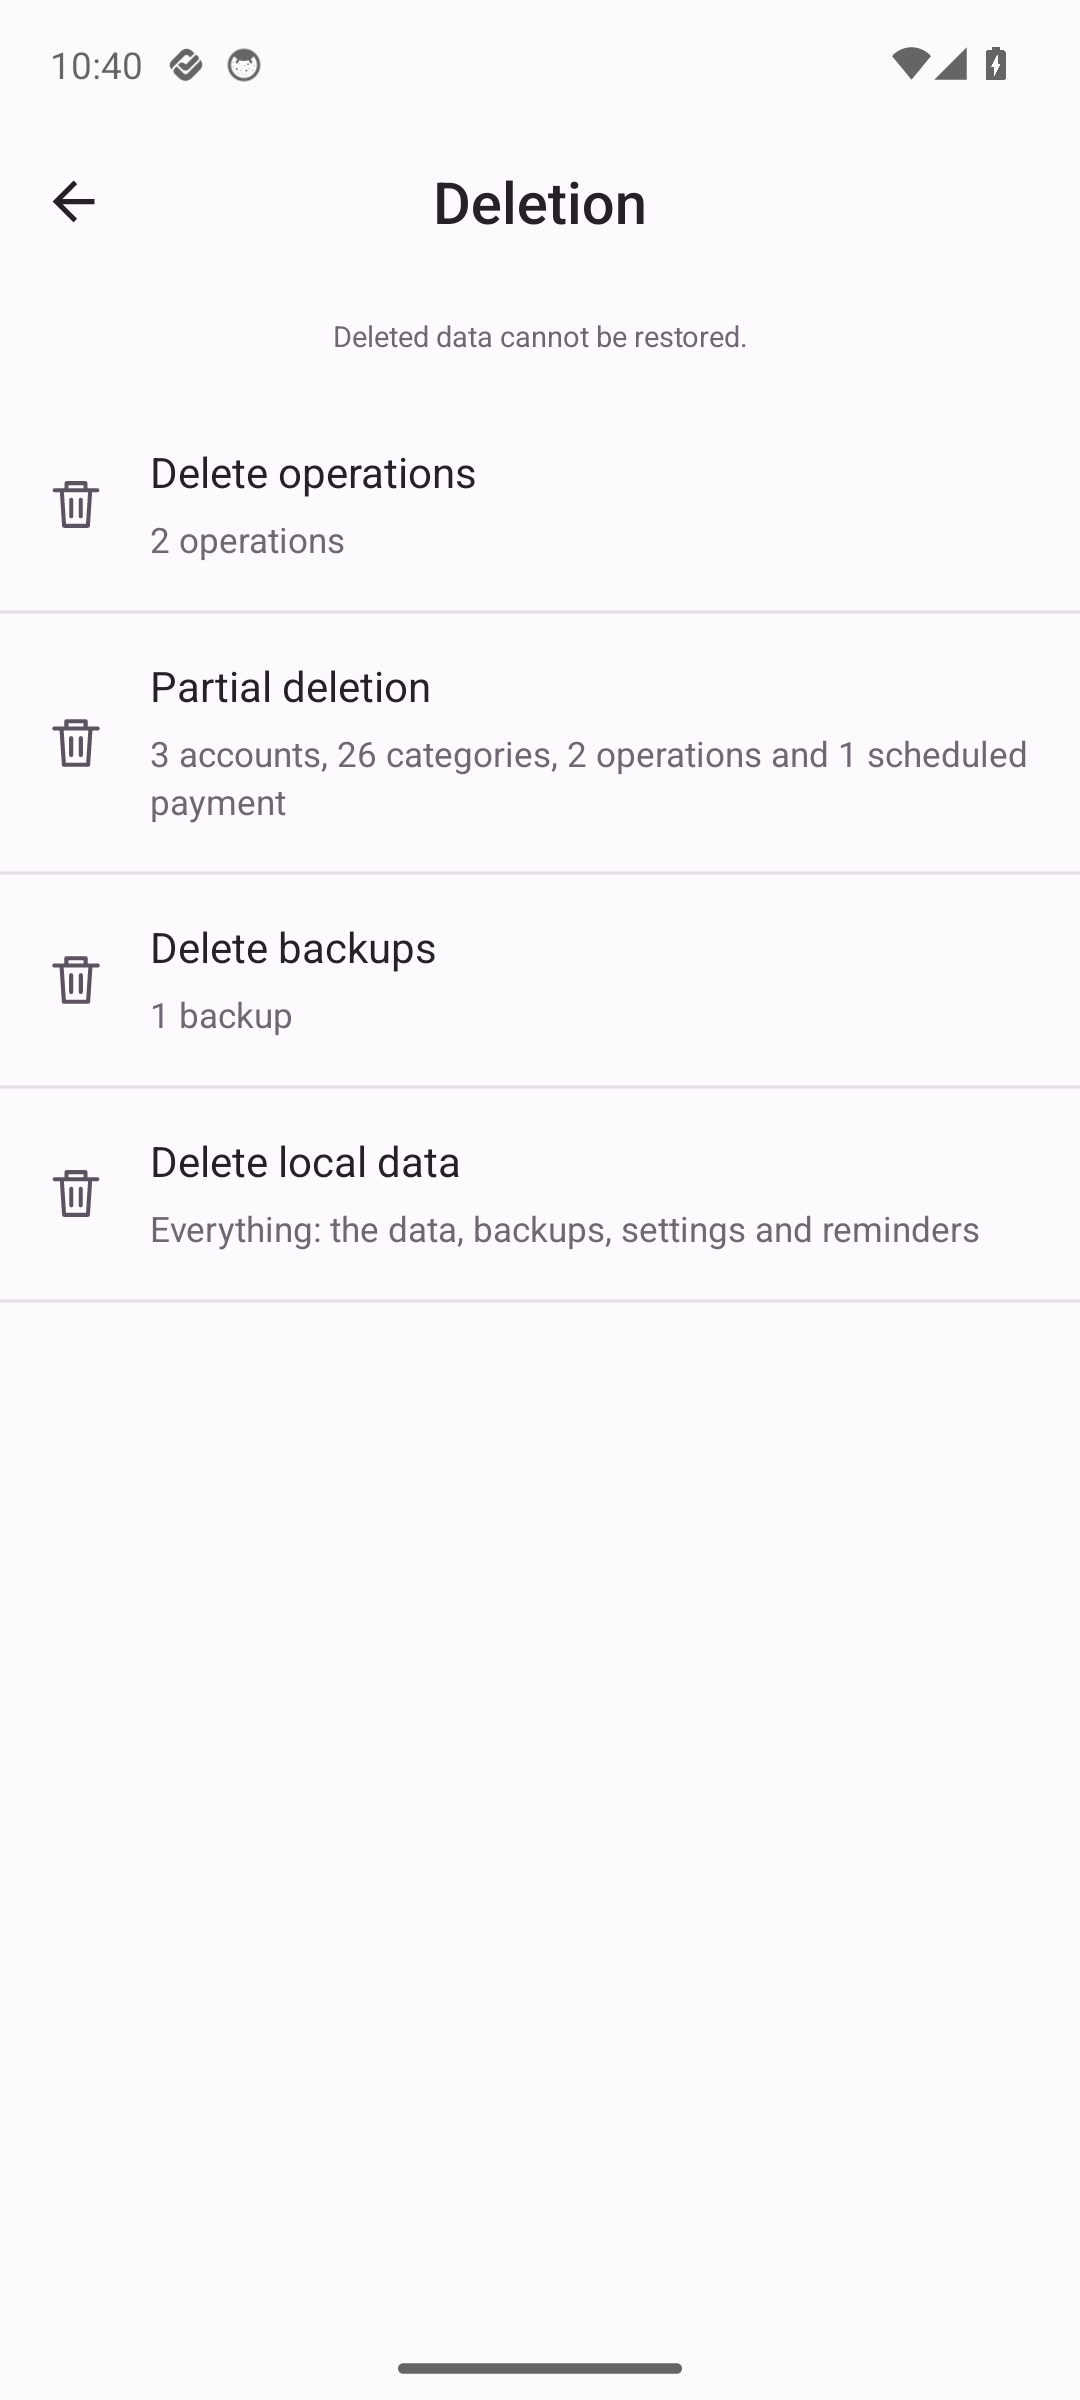 10:40
Deletion
Deleted data cannot be restored.
Delete operations
2 operations
Partial deletion
3 accounts, 26 categories, 2 operations and 1 scheduled
payment
Delete backups
1 backup
Delete local data
Everything: the data, backups, settings and reminders